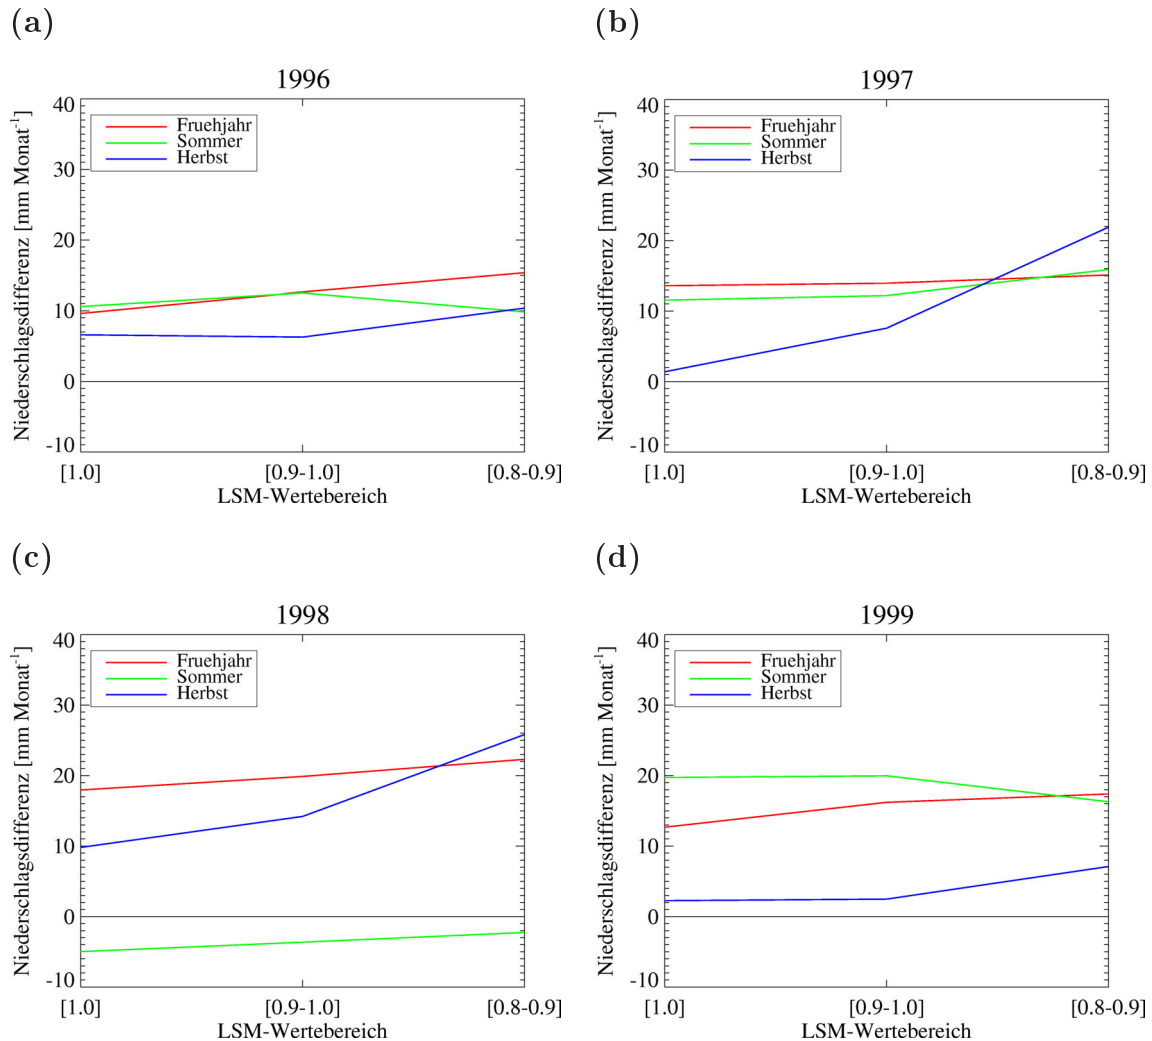 (a)
1996
Niederschlagsdifferenz [mm Monat⁻¹]
40
30
20
10
0
-10
Fruehjahr
Sommer
Herbst
[1.0]
[0.9-1.0]
[0.8-0.9]
LSM-Wertebereich
(b)
1997
Niederschlagsdifferenz [mm Monat⁻¹]
40
30
20
10
0
-10
Fruehjahr
Sommer
Herbst
[1.0]
[0.9-1.0]
[0.8-0.9]
LSM-Wertebereich
(c)
1998
Niederschlagsdifferenz [mm Monat⁻¹]
40
30
20
10
0
-10
Fruehjahr
Sommer
Herbst
[1.0]
[0.9-1.0]
[0.8-0.9]
LSM-Wertebereich
(d)
1999
Niederschlagsdifferenz [mm Monat⁻¹]
40
30
20
10
0
-10
Fruehjahr
Sommer
Herbst
[1.0]
[0.9-1.0]
[0.8-0.9]
LSM-Wertebereich